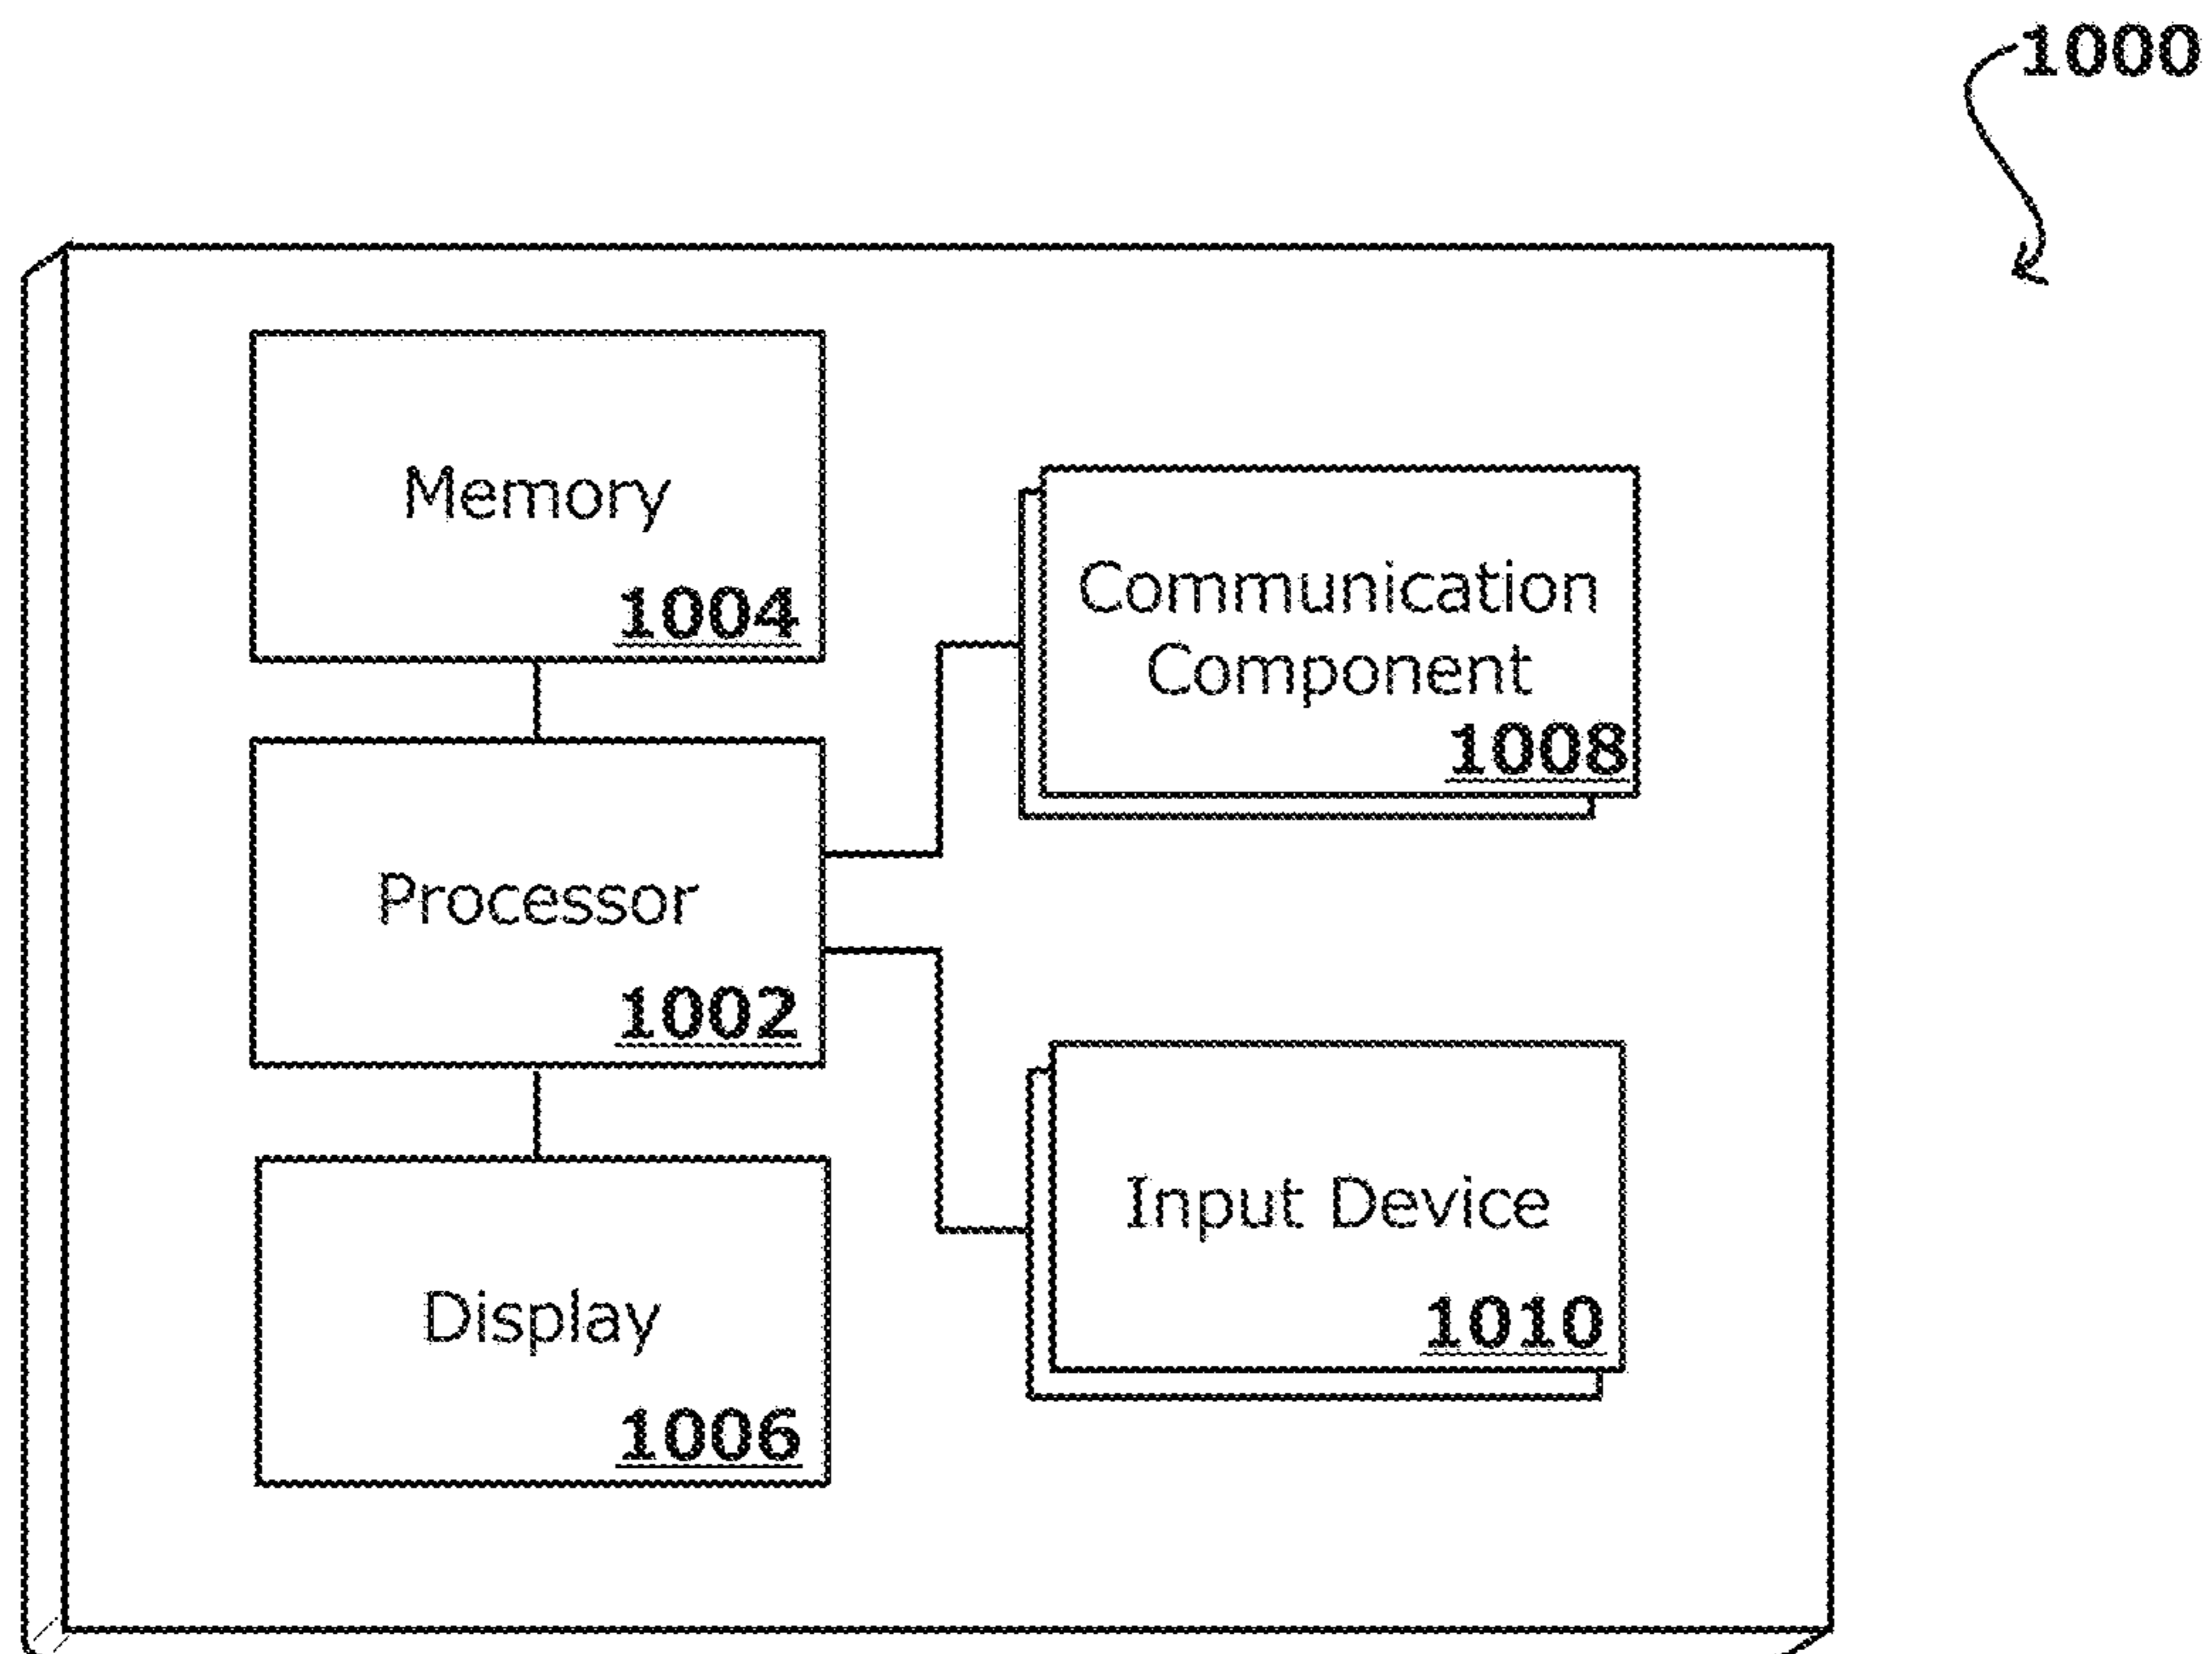 1000
Memory
1004
Communication
Component
1008
Processor
1002
Input Device
1010
Display
1006